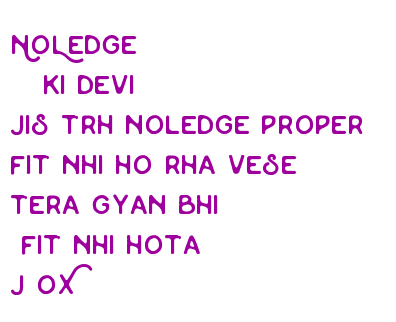 NOLEDGE
KI DEVI
JIS TRH NOLEDGE PROPER
FIT NHI HO RHA VESE
TERA GYAN BHI
FIT NHI HOTA
J OX